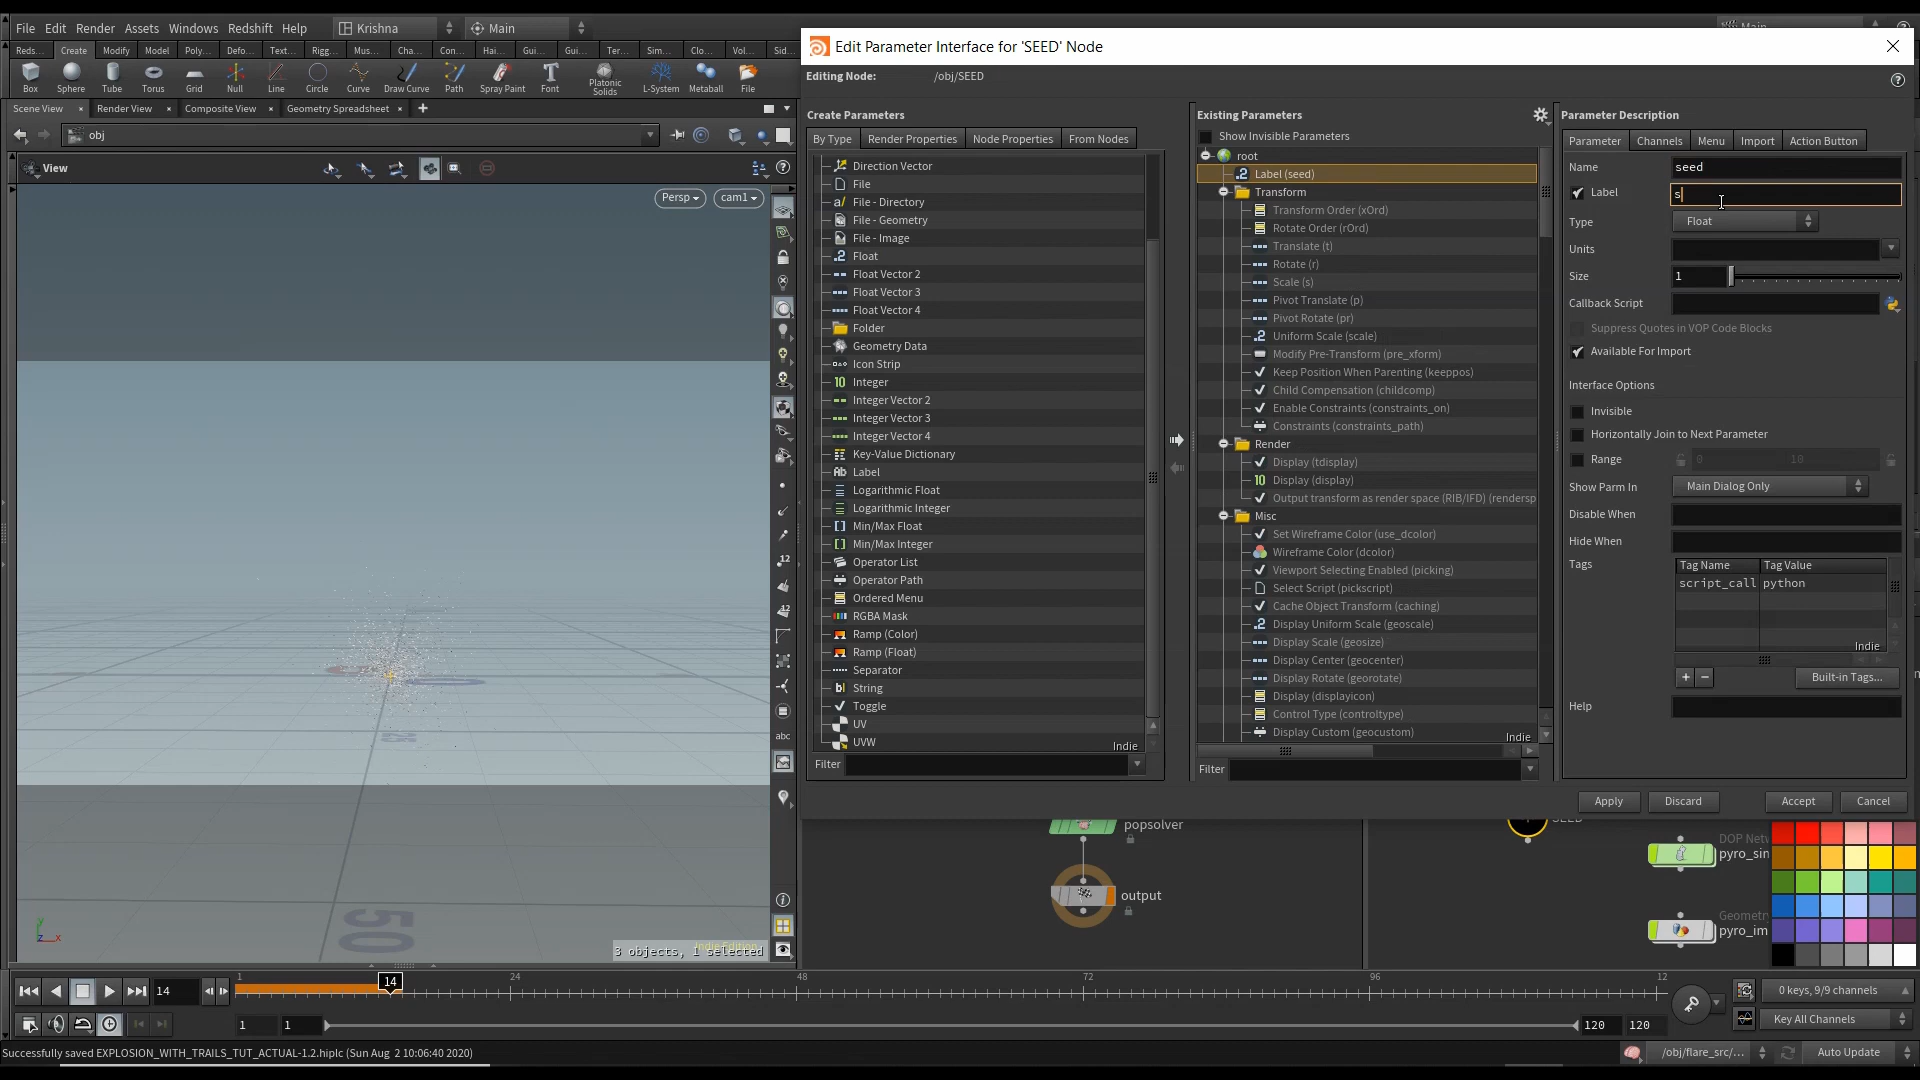 File Edit Render Assets Windows Redshift Help Krishna Main
Reds... Create Modify Model Poly... Defo... Text... Rigg... Mus... Cha... Con... Hai... Gui... Gui... Ter... Sim... Clo... Vol... Sid...
Box Sphere Tube Torus Grid Null Line Circle Curve Draw Curve Path Spray Paint Font Platonic Solids L-System Metaball File
Scene View Render View Composite View Geometry Spreadsheet
obj
View
Persp cam1
25
50
3 objects, 1 selected
Edit Parameter Interface for 'SEED' Node
Editing Node: /obj/SEED
Create Parameters
By Type Render Properties Node Properties From Nodes
Direction Vector
File
File - Directory
File - Geometry
File - Image
Float
Float Vector 2
Float Vector 3
Float Vector 4
Folder
Geometry Data
Icon Strip
Integer
Integer Vector 2
Integer Vector 3
Integer Vector 4
Key-Value Dictionary
Label
Logarithmic Float
Logarithmic Integer
Min/Max Float
Min/Max Integer
Operator List
Operator Path
Ordered Menu
RGBA Mask
Ramp (Color)
Ramp (Float)
Separator
String
Toggle
UV
UVW
Indie
Filter
Existing Parameters
Show Invisible Parameters
root
Label (seed)
Transform
Transform Order (xOrd)
Rotate Order (rOrd)
Translate (t)
Rotate (r)
Scale (s)
Pivot Translate (p)
Pivot Rotate (pr)
Uniform Scale (scale)
Modify Pre-Transform (pre_xform)
Keep Position When Parenting (keeppos)
Child Compensation (childcomp)
Enable Constraints (constraints_on)
Constraints (constraints_path)
Render
Display (tdisplay)
Display (display)
Output transform as render space (RIB/IFD) (rendersp
Misc
Set Wireframe Color (use_dcolor)
Wireframe Color (dcolor)
Viewport Selecting Enabled (picking)
Select Script (pickscript)
Cache Object Transform (caching)
Display Uniform Scale (geoscale)
Display Scale (geosize)
Display Center (geocenter)
Display Rotate (georotate)
Display (displayicon)
Control Type (controltype)
Display Custom (geocustom)
Indie
Filter
Parameter Description
Parameter Channels Menu Import Action Button
Name seed
Label s
Type Float
Units
Size 1
Callback Script
Suppress Quotes in VOP Code Blocks
Available For Import
Interface Options
Invisible
Horizontally Join to Next Parameter
Range 0 10
Show Parm In Main Dialog Only
Disable When
Hide When
Tags Tag Name Tag Value
script_call python
Indie
+ - Built-in Tags...
Help
Apply Discard Accept Cancel
popsolver
output
SEED
DOP Netw
pyro_sim
Geometr
pyro_im
14 1 14 24 48 72 96 12
1 1 120 120
0 keys, 9/9 channels
Key All Channels
Successfully saved EXPLOSION_WITH_TRAILS_TUT_ACTUAL-1.2.hiplc (Sun Aug 2 10:06:40 2020)
/obj/flare_src/... Auto Update